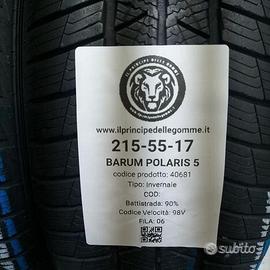 IL PRINCIPE DELLE GOMME
www.ilprincipedellegomme.it
215-55-17
BARUM POLARIS 5
codice prodotto: 40681
Tipo: Invernale
COD:
Battistrada: 90%
Codice Velocità: 98V
FILA: 06
subito